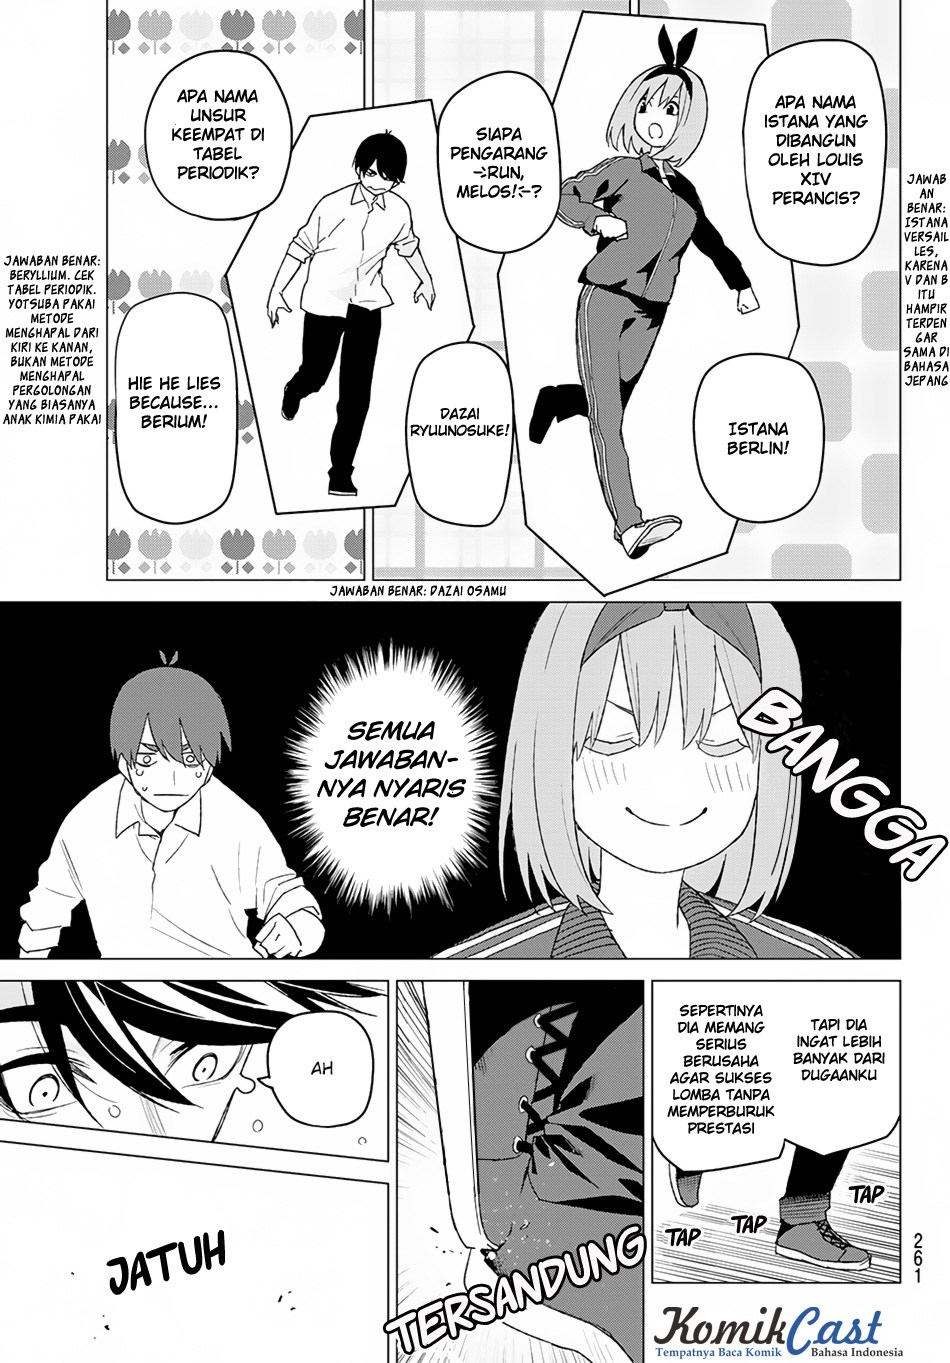 APA NAMA
ISTANA YANG
DIBANGUN
OLEH LOUIS
XIV
PERANCIS?
ISTANA
BERLIN!
JAWAB
AN
BENAR:
ISTANA
VERSAIL
LES,
KARENA
V DAN B
ITU
HAMPIR
TERDEN
GAR
SAMA DI
BAHASA
JEPANG
SIAPA
PENGARANG
->RUN,
MELOS!<-?
DAZAI
RYUUNOSUKE!
JAWABAN BENAR: DAZAI OSAMU
APA NAMA
UNSUR
KEEMPAT DI
TABEL
PERIODIK?
HIE HE LIES
BECAUSE...
BERIUM!
JAWABAN BENAR:
BERYLLIUM. CEK
TABEL PERIODIK.
YOTSUBA PAKAI
METODE
MENGHAPAL DARI
KIRI KE KANAN,
BUKAN METODE
MENGHAPAL
PERGOLONGAN
YANG BIASANYA
ANAK KIMIA PAKAI
BANGGA
SEMUA
JAWABAN-
NYA NYARIS
BENAR!
TAPI DIA
INGAT LEBIH
BANYAK DARI
DUGAANKU
SEPERTINYA
DIA MEMANG
SERIUS
BERUSAHA
AGAR SUKSES
LOMBA TANPA
MEMPERBURUK
PRESTASI
TAP
TAP
TAP
TERSANDUNG
AH
JATUH
261
KomikCast
Tempatnya Baca Komik Bahasa Indonesia